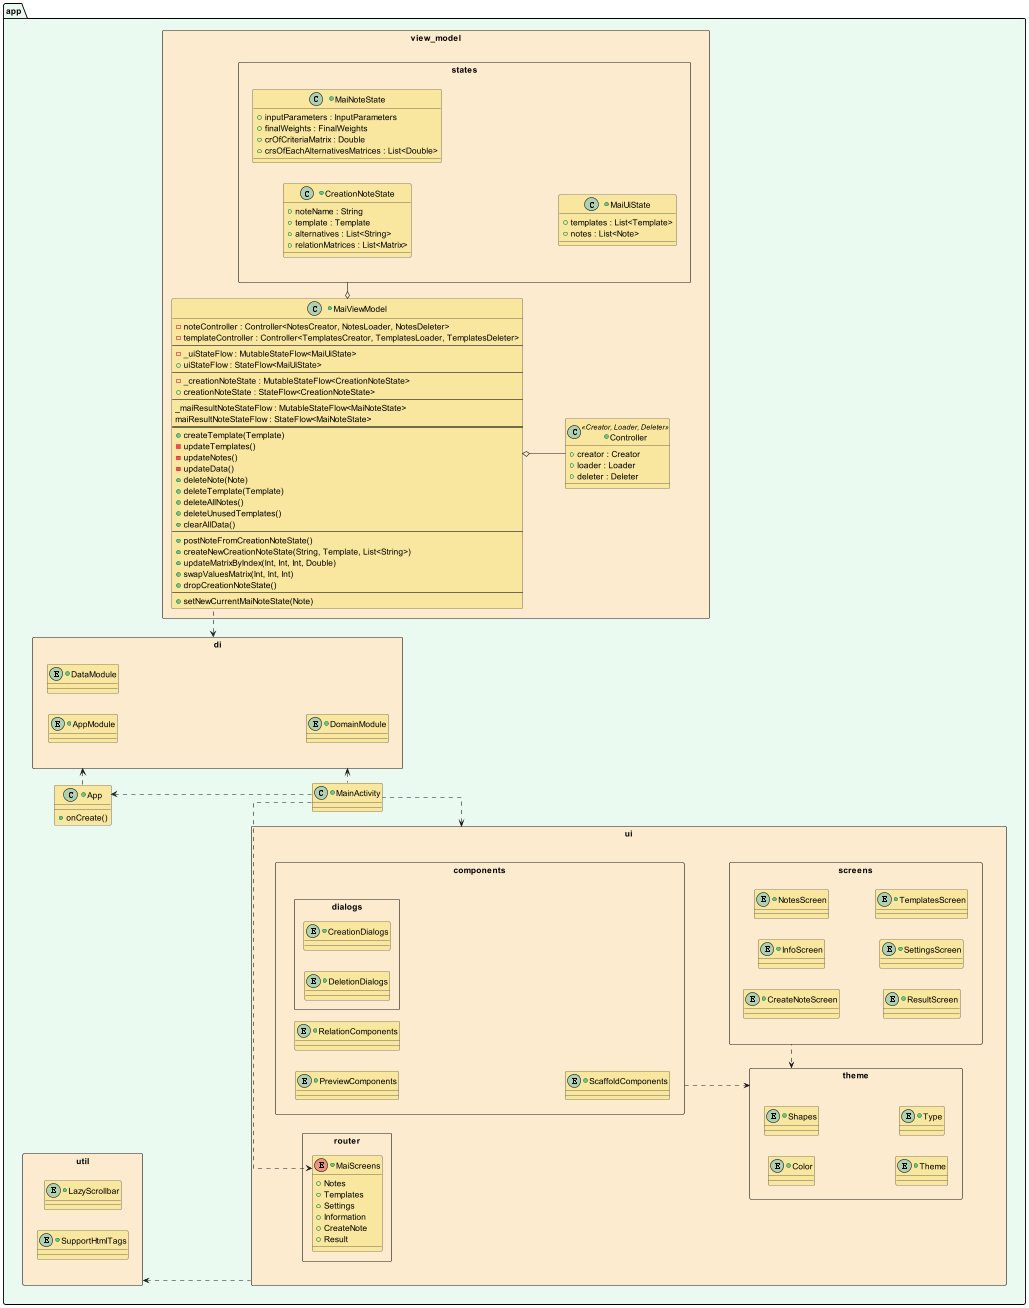 app
view_model
states
C MaiNoteState
inputParameters : InputParameters
finalWeights : FinalWeights
crOfCriteriaMatrix : Double
crsOfEachAlternativesMatrices : List<Double>
C CreationNoteState
noteName : String
template : Template
alternatives : List<String>
relationMatrices : List<Matrix>
C MaiUiState
templates : List<Template>
notes : List<Note>
C MaiViewModel
noteController : Controller<NotesCreator, NotesLoader, NotesDeleter>
templateController : Controller<TemplatesCreator, TemplatesLoader, TemplatesDeleter>
_uiStateFlow : MutableStateFlow<MaiUiState>
uiStateFlow : StateFlow<MaiUiState>
_creationNoteState : MutableStateFlow<CreationNoteState>
creationNoteState : StateFlow<CreationNoteState>
_maiResultNoteStateFlow : MutableStateFlow<MaiNoteState>
maiResultNoteStateFlow : StateFlow<MaiNoteState>
createTemplate(Template)
updateTemplates()
updateNotes()
updateData()
deleteNote(Note)
deleteTemplate(Template)
deleteAllNotes()
deleteUnusedTemplates()
clearAllData()
postNoteFromCreationNoteState()
createNewCreationNoteState(String, Template, List<String>)
updateMatrixByIndex(Int, Int, Int, Double)
swapValuesMatrix(Int, Int, Int)
dropCreationNoteState()
setNewCurrentMaiNoteState(Note)
«Creator, Loader, Deleter»
C Controller
creator : Creator
loader : Loader
deleter : Deleter
di
E DataModule
E AppModule
E DomainModule
C App
onCreate()
C MainActivity
ui
components
dialogs
E CreationDialogs
E DeletionDialogs
E RelationComponents
E PreviewComponents
E ScaffoldComponents
screens
E NotesScreen
E TemplatesScreen
E InfoScreen
E SettingsScreen
E CreateNoteScreen
E ResultScreen
theme
E Shapes
E Type
E Color
E Theme
router
E MaiScreens
Notes
Templates
Settings
Information
CreateNote
Result
util
E LazyScrollbar
E SupportHtmlTags